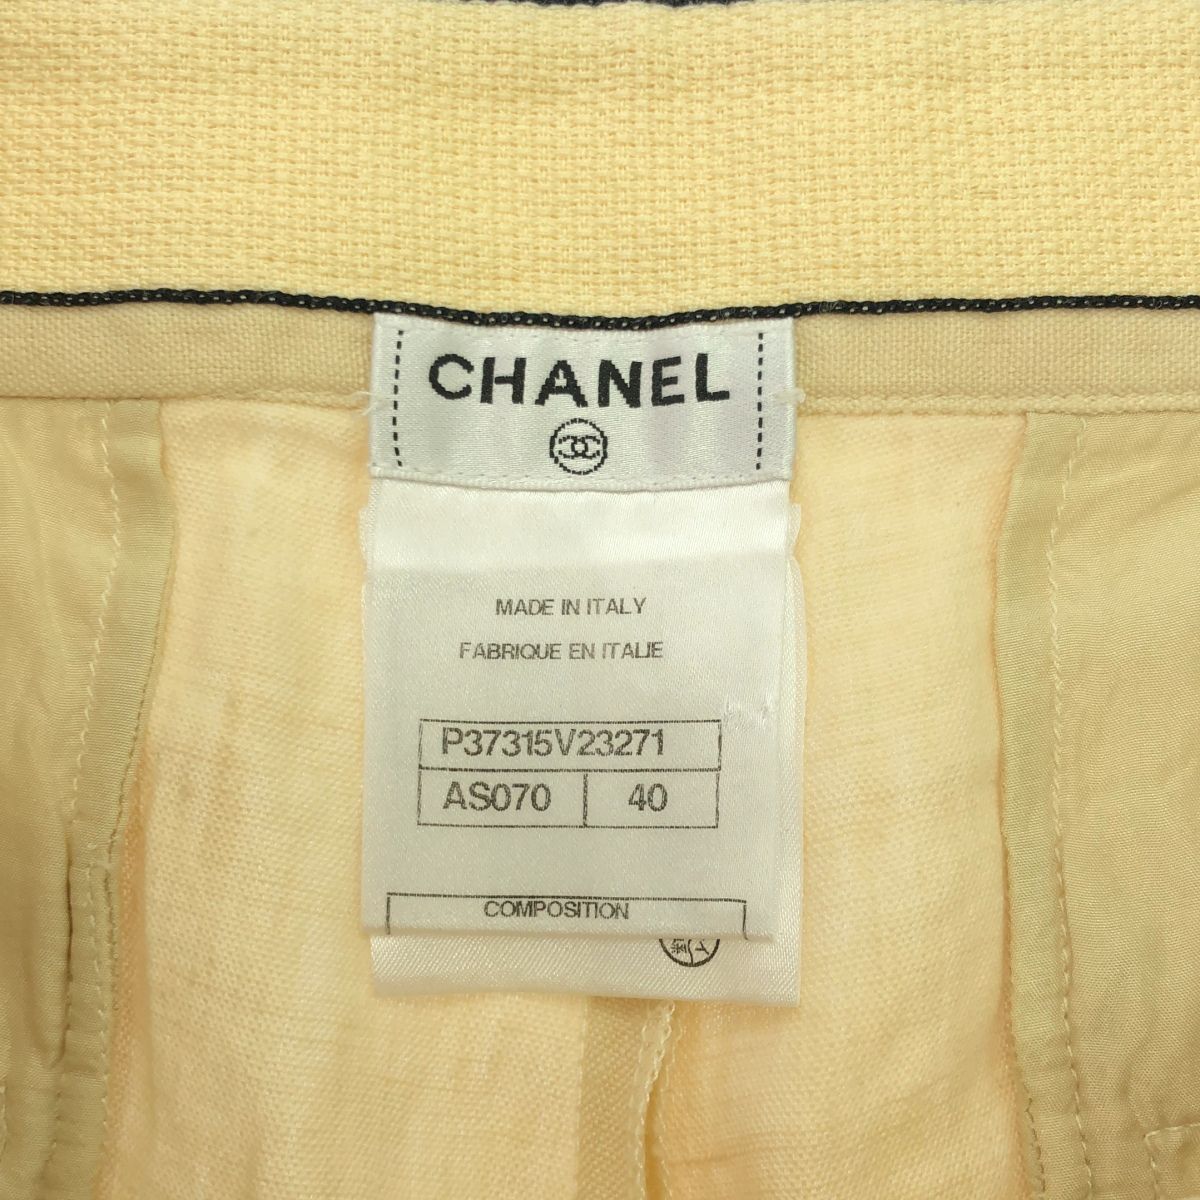 CHANEL
MADE IN ITALY
FABRIQUE EN ITALIE
P37315V23271
AS070 40
COMPOSITION